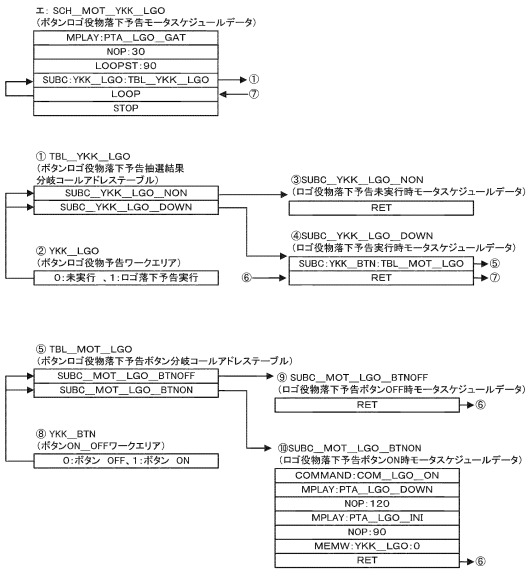 エ: SCH__MOT__YKK__LGO
(ボタンロゴ役物落下予告モータスケジュールデータ)
MPLAY:PTA__LGO__GAT
NOP:30
LOOPST:90
SUBC:YKK__LGO:TBL__YKK__LGO
①
LOOP
⑦
STOP
① TBL__YKK__LGO
(ボタンロゴ役物落下予告抽選結果
分岐コールアドレステーブル)
SUBC__YKK__LGO__NON
SUBC__YKK__LGO__DOWN
② YKK__LGO
(ボタンロゴ役物予告ワークエリア)
0:未実行 、1:ロゴ落下予告実行
③SUBC__YKK__LGO__NON
(ロゴ役物落下予告未実行時モータスケジュールデータ)
RET
④SUBC__YKK__LGO__DOWN
(ロゴ役物落下予告実行時モータスケジュールデータ)
SUBC:YKK__BTN:TBL__MOT__LGO
⑤
⑥
RET
⑦
⑤ TBL__MOT__LGO
(ボタンロゴ役物落下予告ボタン分岐コールアドレステーブル)
SUBC__MOT__LGO__BTNOFF
SUBC__MOT__LGO__BTNON
⑧ YKK__BTN
(ボタンON__OFFワークエリア)
0:ボタン OFF、1:ボタン ON
⑨ SUBC__MOT__LGO__BTNOFF
(ロゴ役物落下予告ボタンOFF時モータスケジュールデータ)
RET
⑥
⑩SUBC__MOT__LGO__BTNON
(ロゴ役物落下予告ボタンON時モータスケジュールデータ)
COMMAND:COM__LGO__ON
MPLAY:PTA__LGO__DOWN
NOP:120
MPLAY:PTA__LGO__INI
NOP:90
MEMW:YKK__LGO:0
RET
⑥